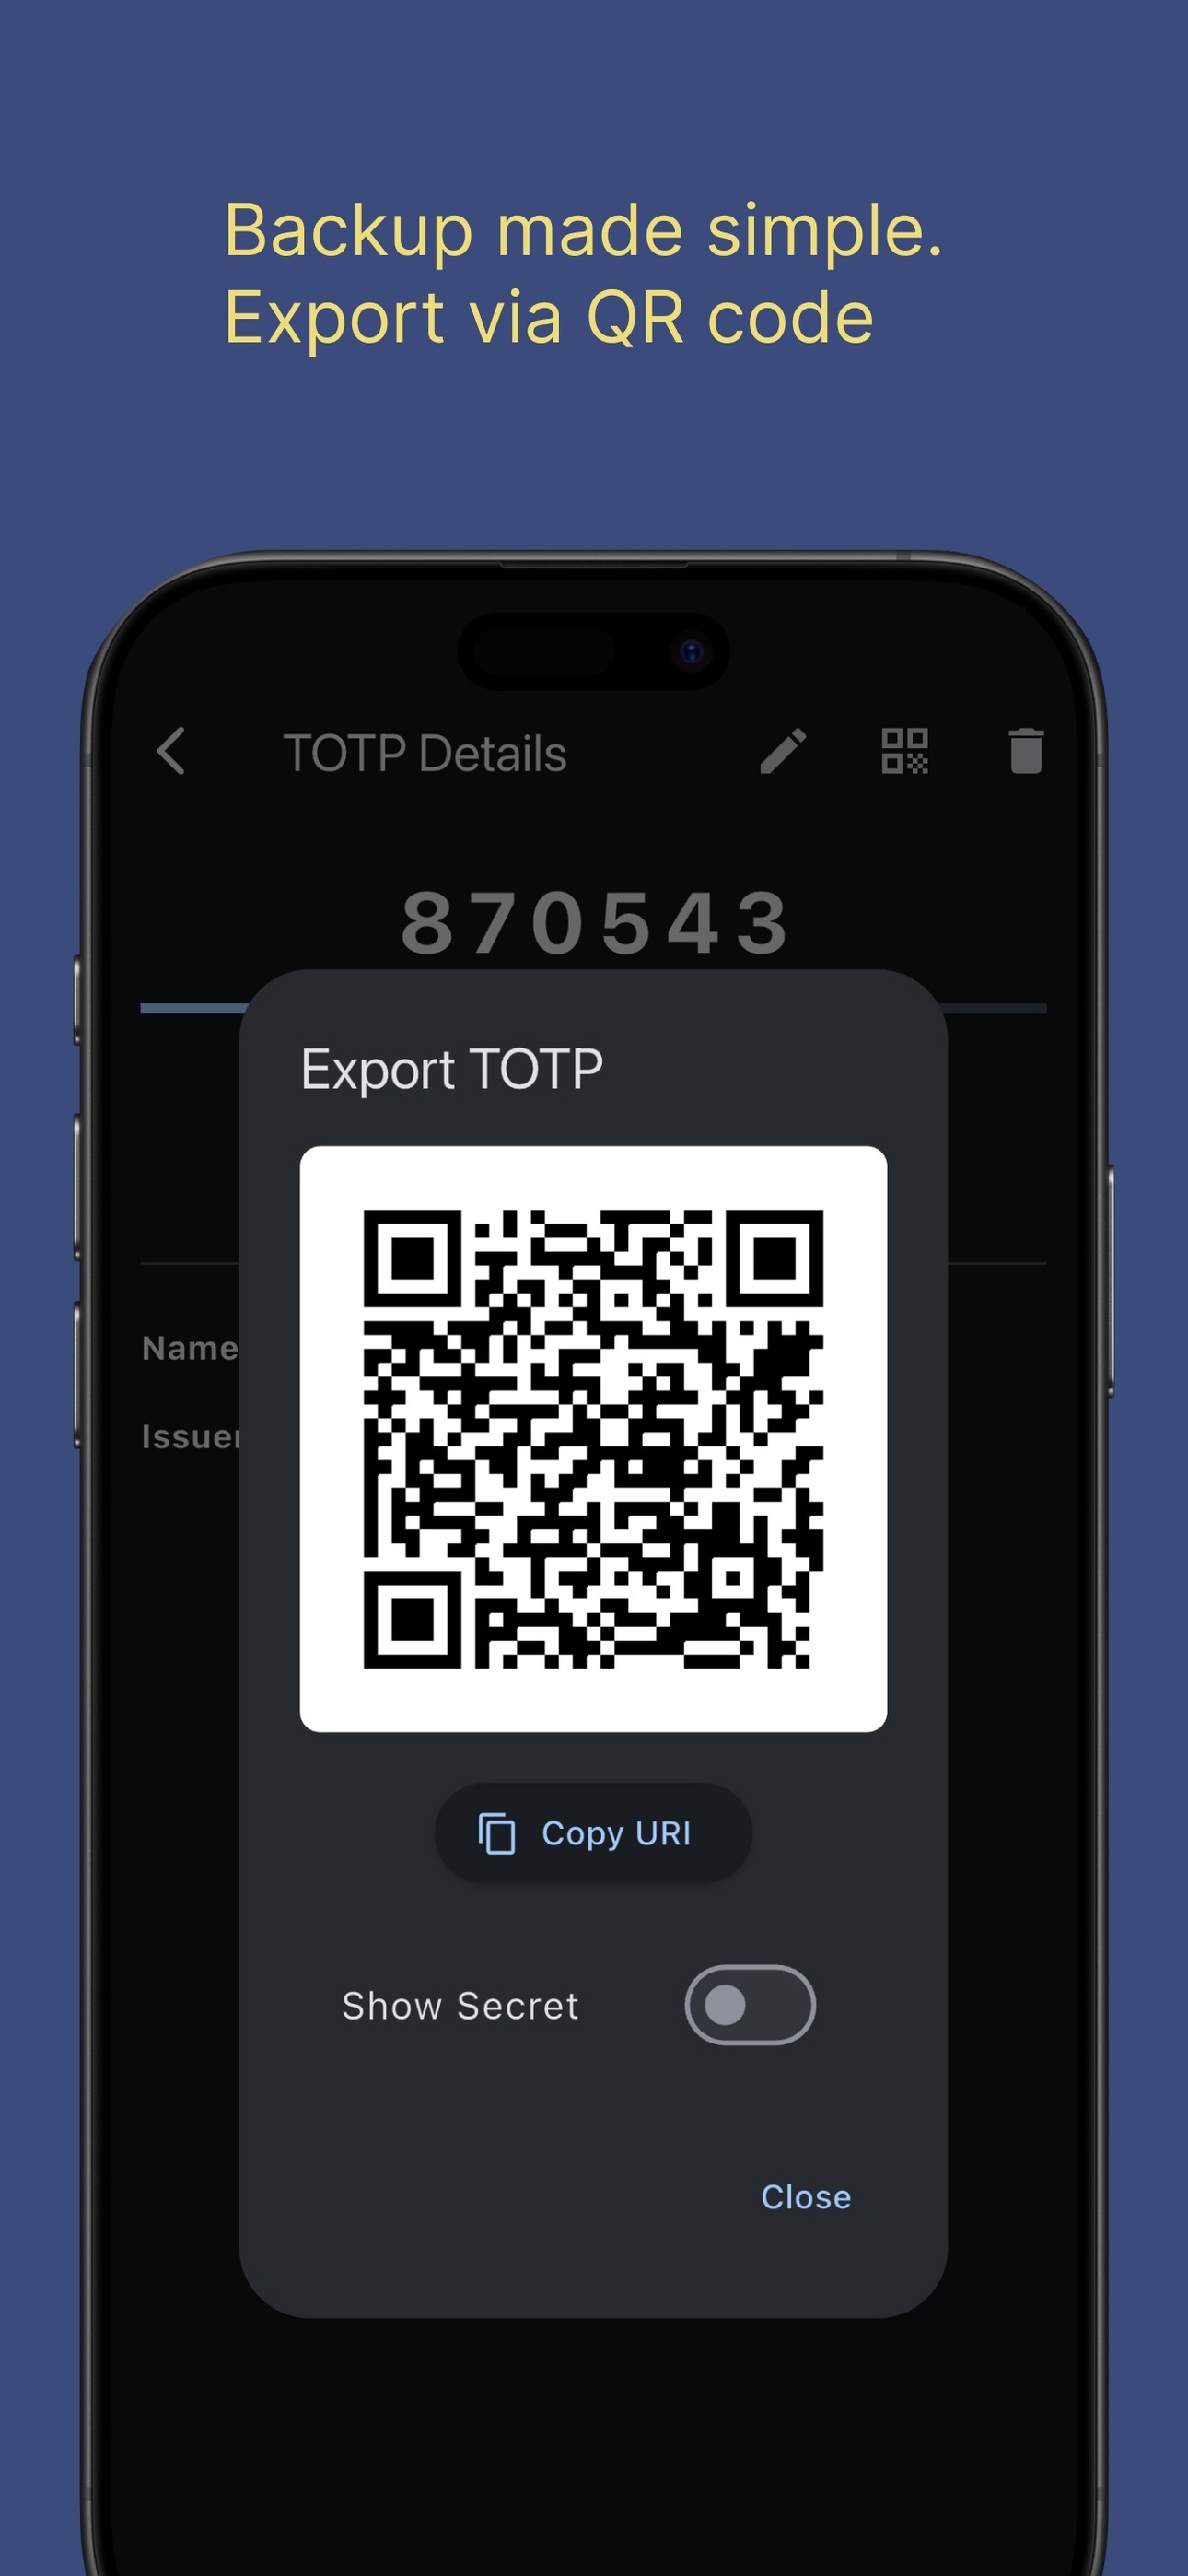 Backup made simple.
Export via QR code
TOTP Details
870543
Export TOTP
Name
Issuer
Copy URI
Show Secret
Close